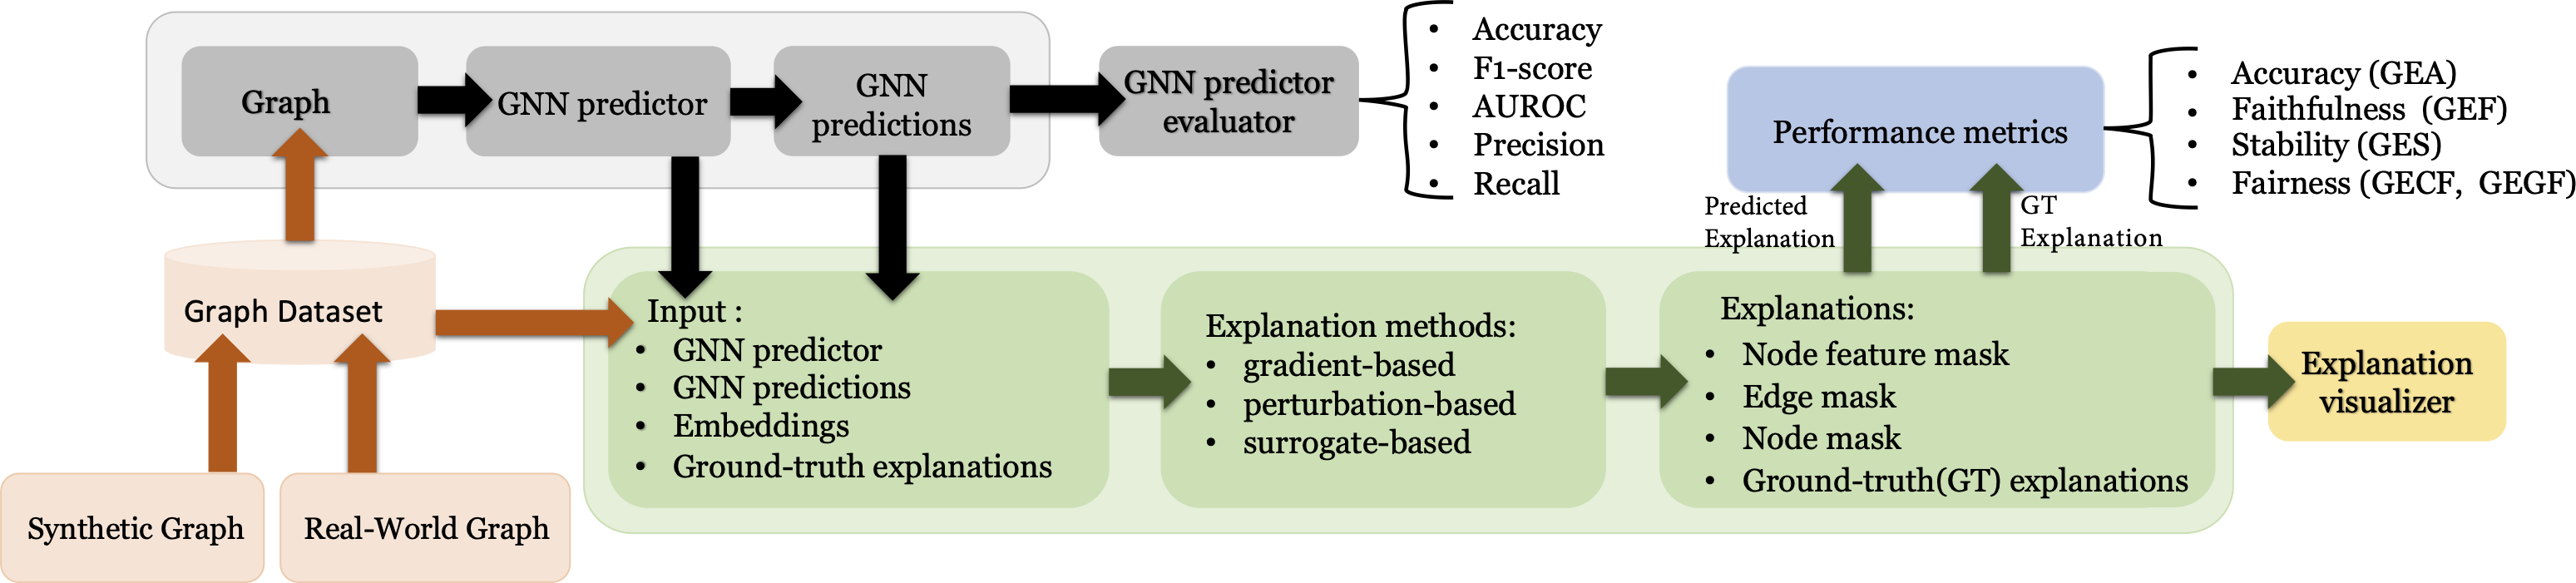 Graph
GNN predictor
GNN
predictions
GNN predictor
evaluator
• Accuracy
• F1-score
• AUROC
• Precision
• Recall
Performance metrics
• Accuracy (GEA)
• Faithfulness (GEF)
• Stability (GES)
• Fairness (GECF, GEGF)
Predicted
Explanation
GT
Explanation
Graph Dataset
Synthetic Graph
Real-World Graph
Input :
• GNN predictor
• GNN predictions
• Embeddings
• Ground-truth explanations
Explanation methods:
• gradient-based
• perturbation-based
• surrogate-based
Explanations:
• Node feature mask
• Edge mask
• Node mask
• Ground-truth(GT) explanations
Explanation
visualizer